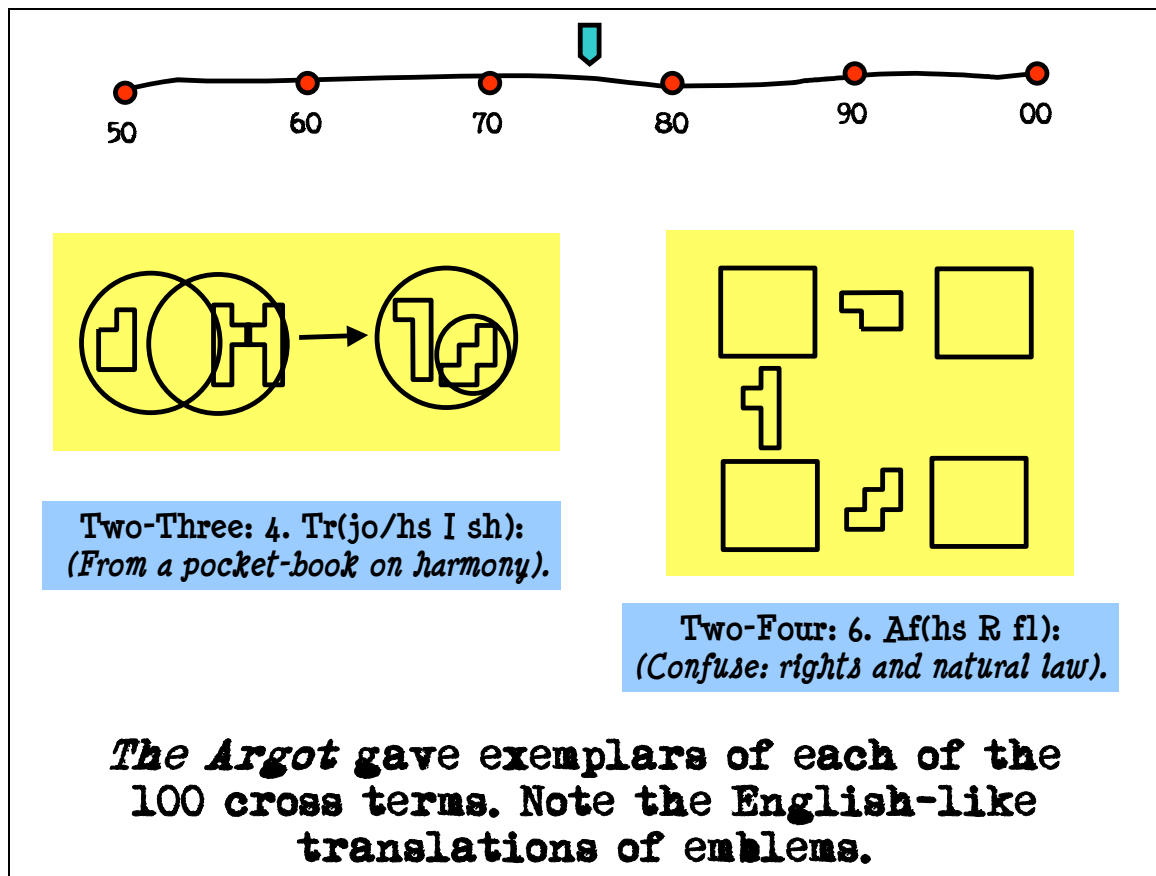 50 60 70 80 90 00
Two-Three: 4. Tr(jo/hs I sh):
(From a pocket-book on harmony).
Two-Four: 6. Af(hs R fl):
(Confuse: rights and natural law).
The Argot gave exemplars of each of the
100 cross terms. Note the English-like
translations of emblems.